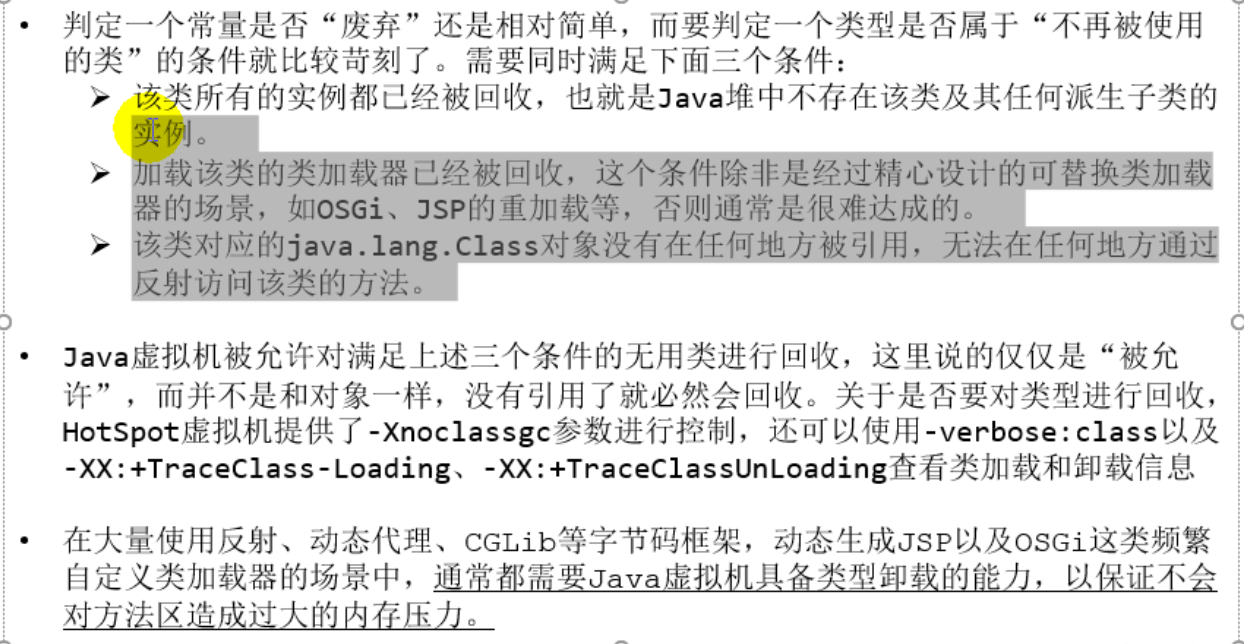 • 判定一个常量是否“废弃”还是相对简单，而要判定一个类型是否属于“不再被使用
的类”的条件就比较苛刻了。需要同时满足下面三个条件：
➢ 该类所有的实例都已经被回收，也就是Java堆中不存在该类及其任何派生子类的
实例。
➢ 加载该类的类加载器已经被回收，这个条件除非是经过精心设计的可替换类加载
器的场景，如OSGi、JSP的重加载等，否则通常是很难达成的。
➢ 该类对应的java.lang.Class对象没有在任何地方被引用，无法在任何地方通过
反射访问该类的方法。
• Java虚拟机被允许对满足上述三个条件的无用类进行回收，这里说的仅仅是“被允
许”，而并不是和对象一样，没有引用了就必然会回收。关于是否要对类型进行回收，
HotSpot虚拟机提供了-Xnoclassgc参数进行控制，还可以使用-verbose:class以及
-XX:+TraceClass-Loading、-XX:+TraceClassUnLoading查看类加载和卸载信息
• 在大量使用反射、动态代理、CGLib等字节码框架，动态生成JSP以及OSGi这类频繁
自定义类加载器的场景中，通常都需要Java虚拟机具备类型卸载的能力，以保证不会
对方法区造成过大的内存压力。